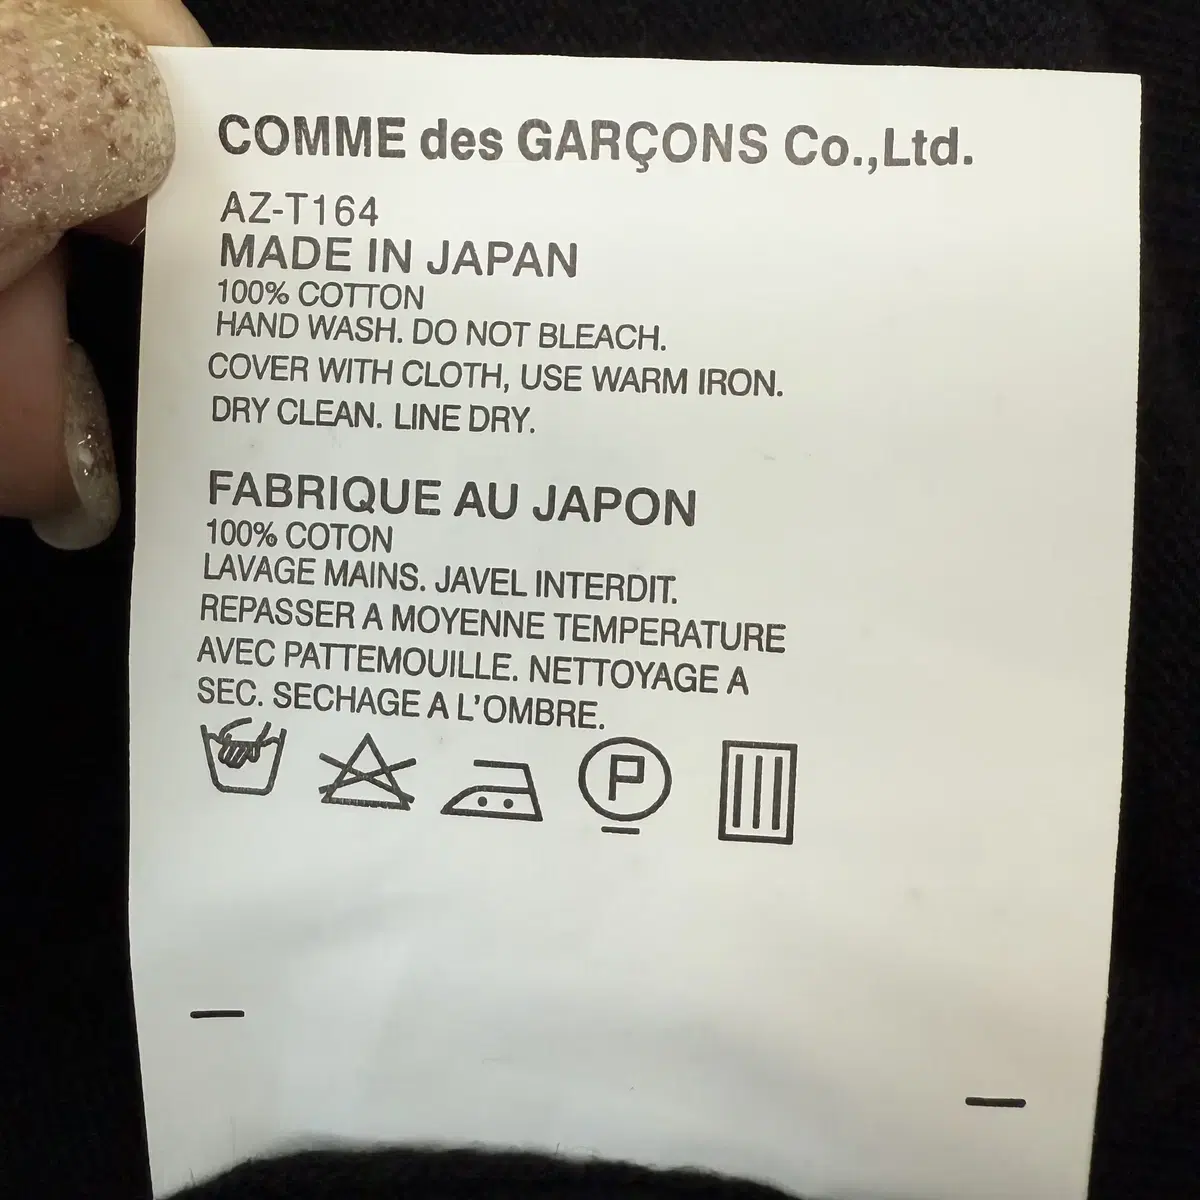 COMME des GARÇONS Co.,Ltd.
AZ-T164
MADE IN JAPAN
100% COTTON
HAND WASH. DO NOT BLEACH.
COVER WITH CLOTH, USE WARM IRON.
DRY CLEAN. LINE DRY.
FABRIQUE AU JAPON
100% COTON
LAVAGE MAINS. JAVEL INTERDIT.
REPASSER A MOYENNE TEMPERATURE
AVEC PATTEMOUILLE. NETTOYAGE A
SEC. SECHAGE A L'OMBRE.
P